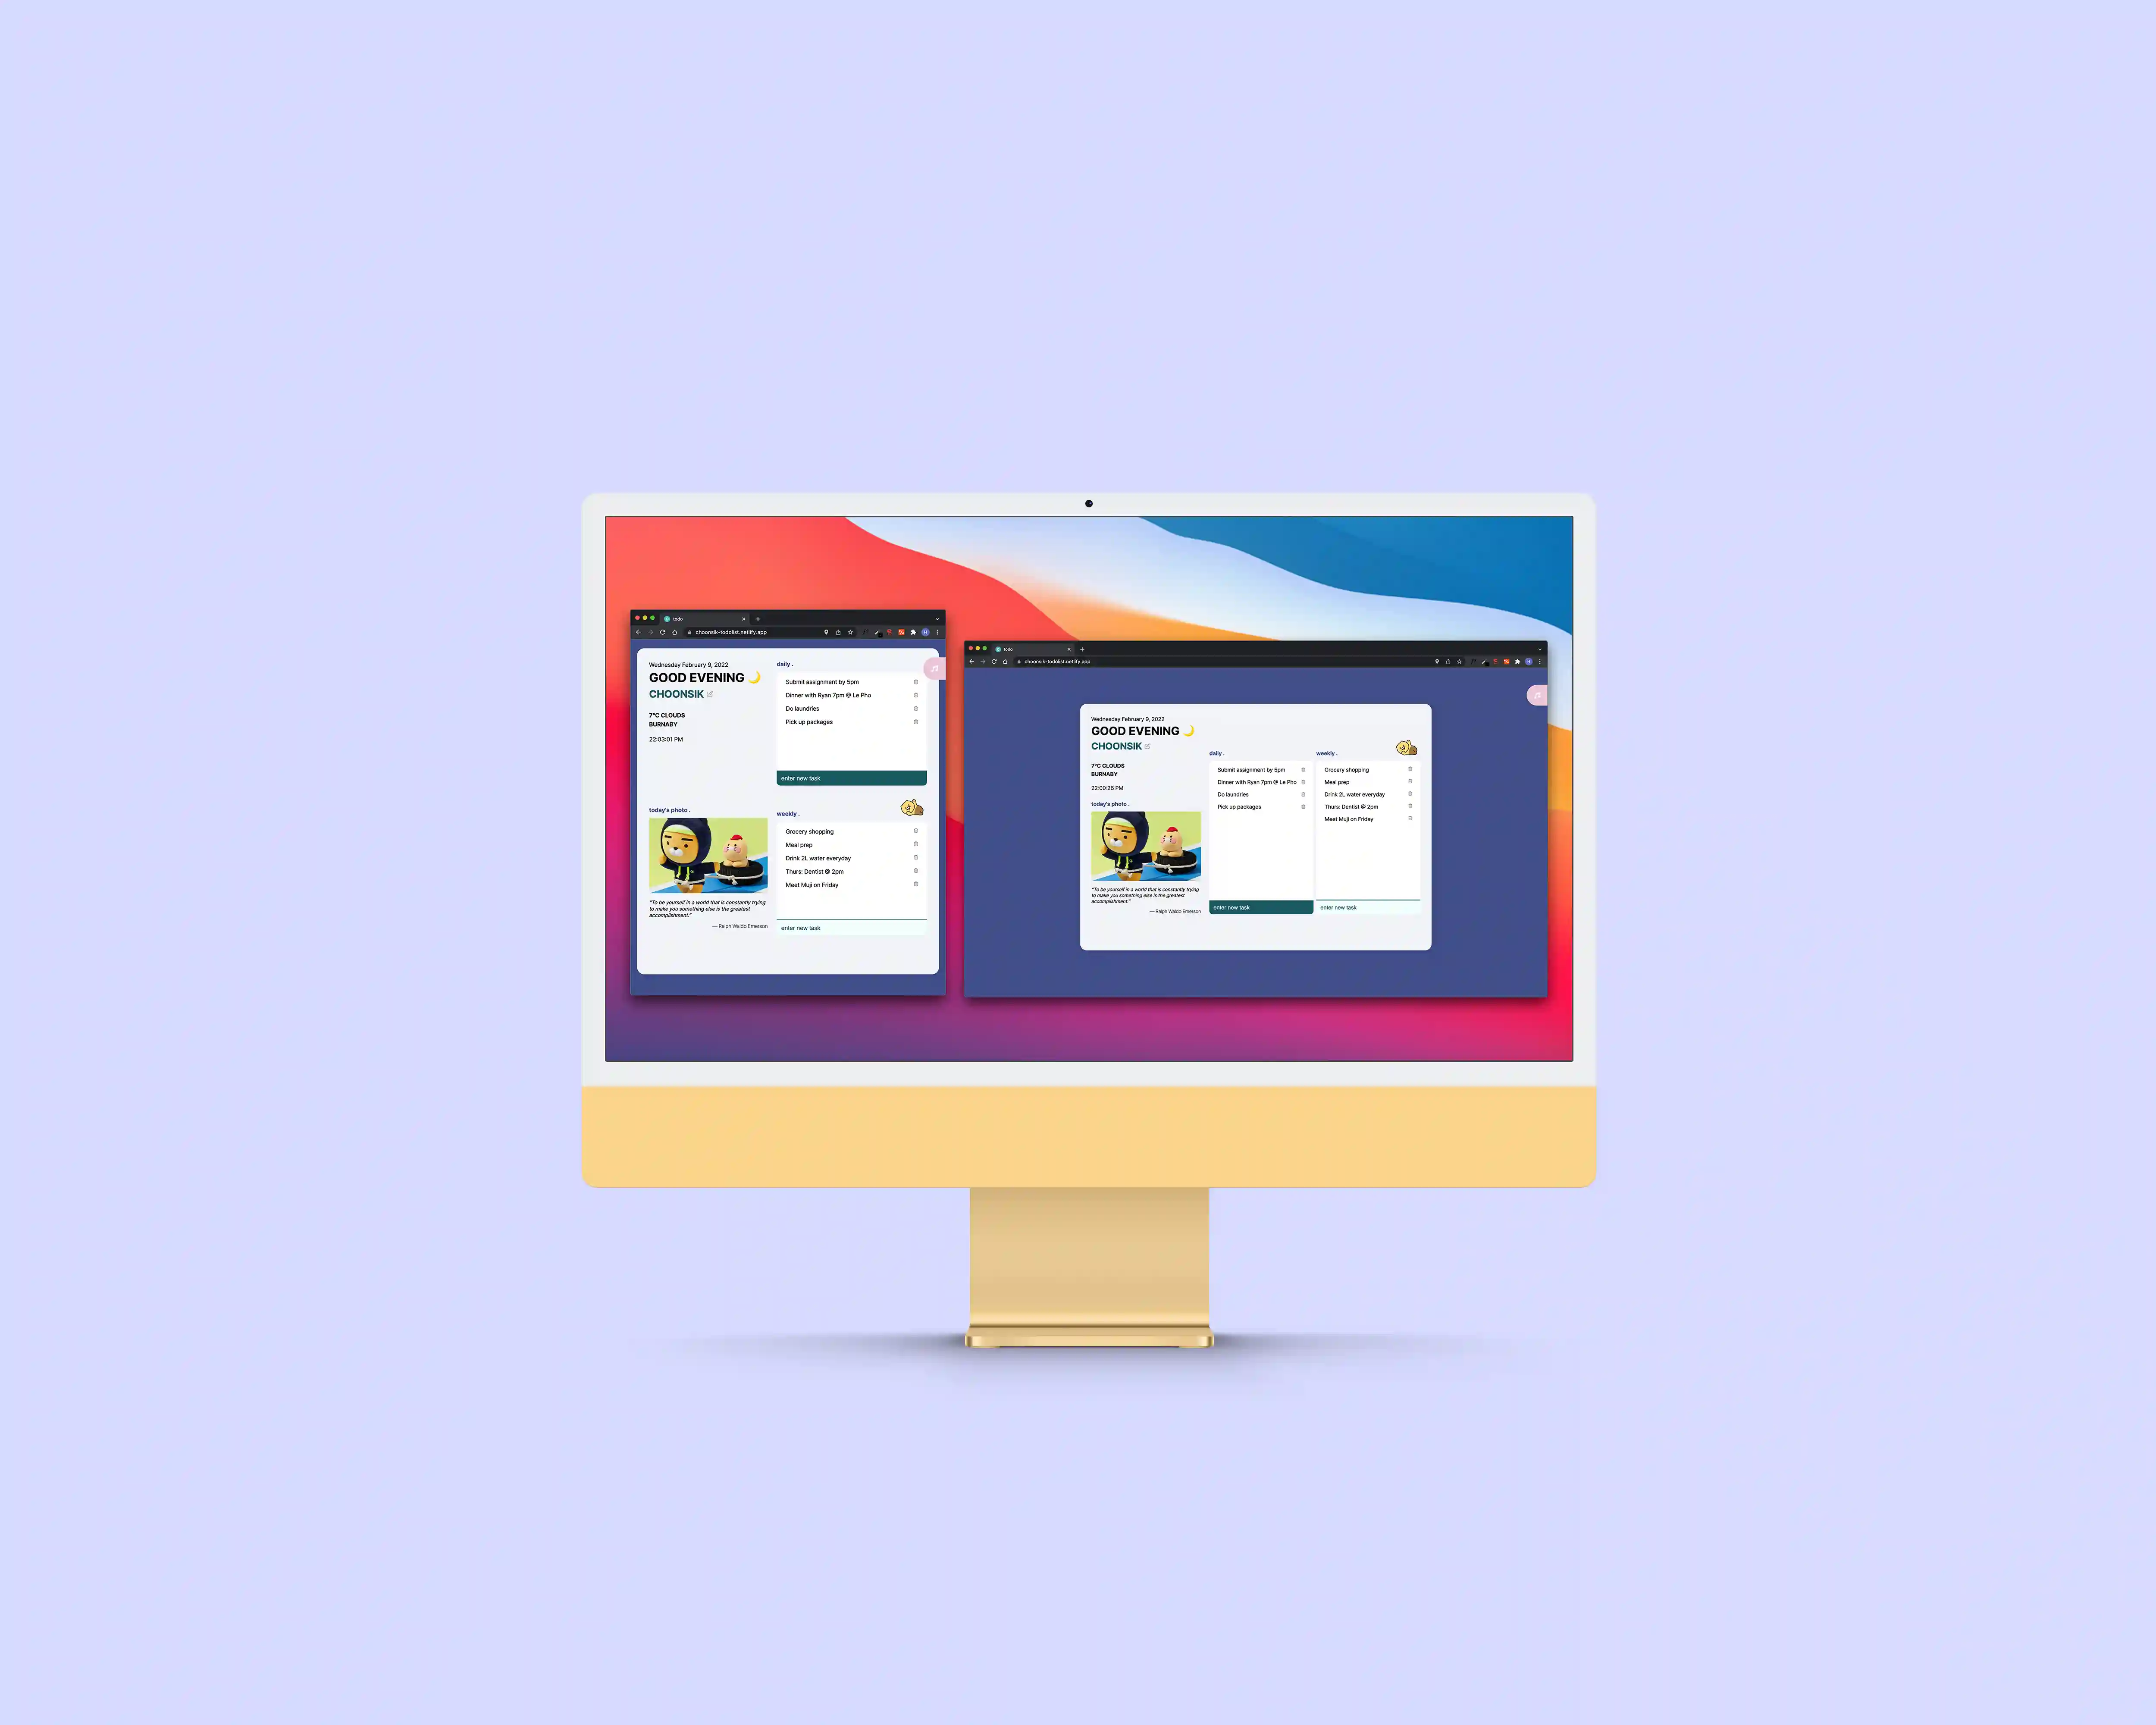 todo
choonsik-todolist.netlify.app
Wednesday February 9, 2022
GOOD EVENING 🌙
CHOONSIK
7°C CLOUDS
BURNABY
22:03:01 PM
today's photo .
"To be yourself in a world that is constantly trying
to make you something else is the greatest
accomplishment."
— Ralph Waldo Emerson
daily .
Submit assignment by 5pm
Dinner with Ryan 7pm @ Le Pho
Do laundries
Pick up packages
enter new task
weekly .
Grocery shopping
Meal prep
Drink 2L water everyday
Thurs: Dentist @ 2pm
Meet Muji on Friday
enter new task
todo
choonsik-todolist.netlify.app
Wednesday February 9, 2022
GOOD EVENING 🌙
CHOONSIK
7°C CLOUDS
BURNABY
22:00:26 PM
today's photo .
"To be yourself in a world that is constantly trying
to make you something else is the greatest
accomplishment."
— Ralph Waldo Emerson
daily .
Submit assignment by 5pm
Dinner with Ryan 7pm @ Le Pho
Do laundries
Pick up packages
enter new task
weekly .
Grocery shopping
Meal prep
Drink 2L water everyday
Thurs: Dentist @ 2pm
Meet Muji on Friday
enter new task